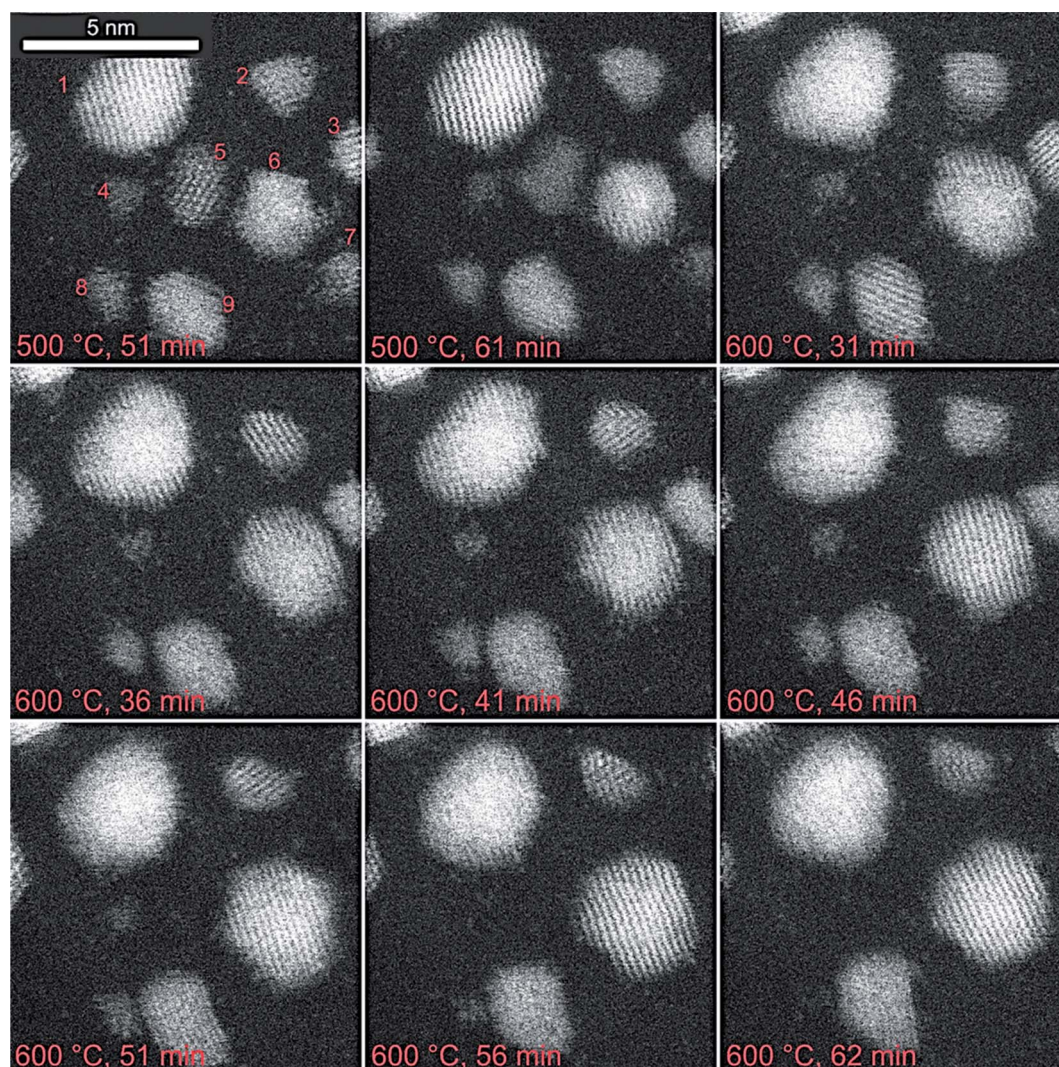 5 nm
1
2
3
4
5
6
7
8
9
500 °C, 51 min
500 °C, 61 min
600 °C, 31 min
600 °C, 36 min
600 °C, 41 min
600 °C, 46 min
600 °C, 51 min
600 °C, 56 min
600 °C, 62 min